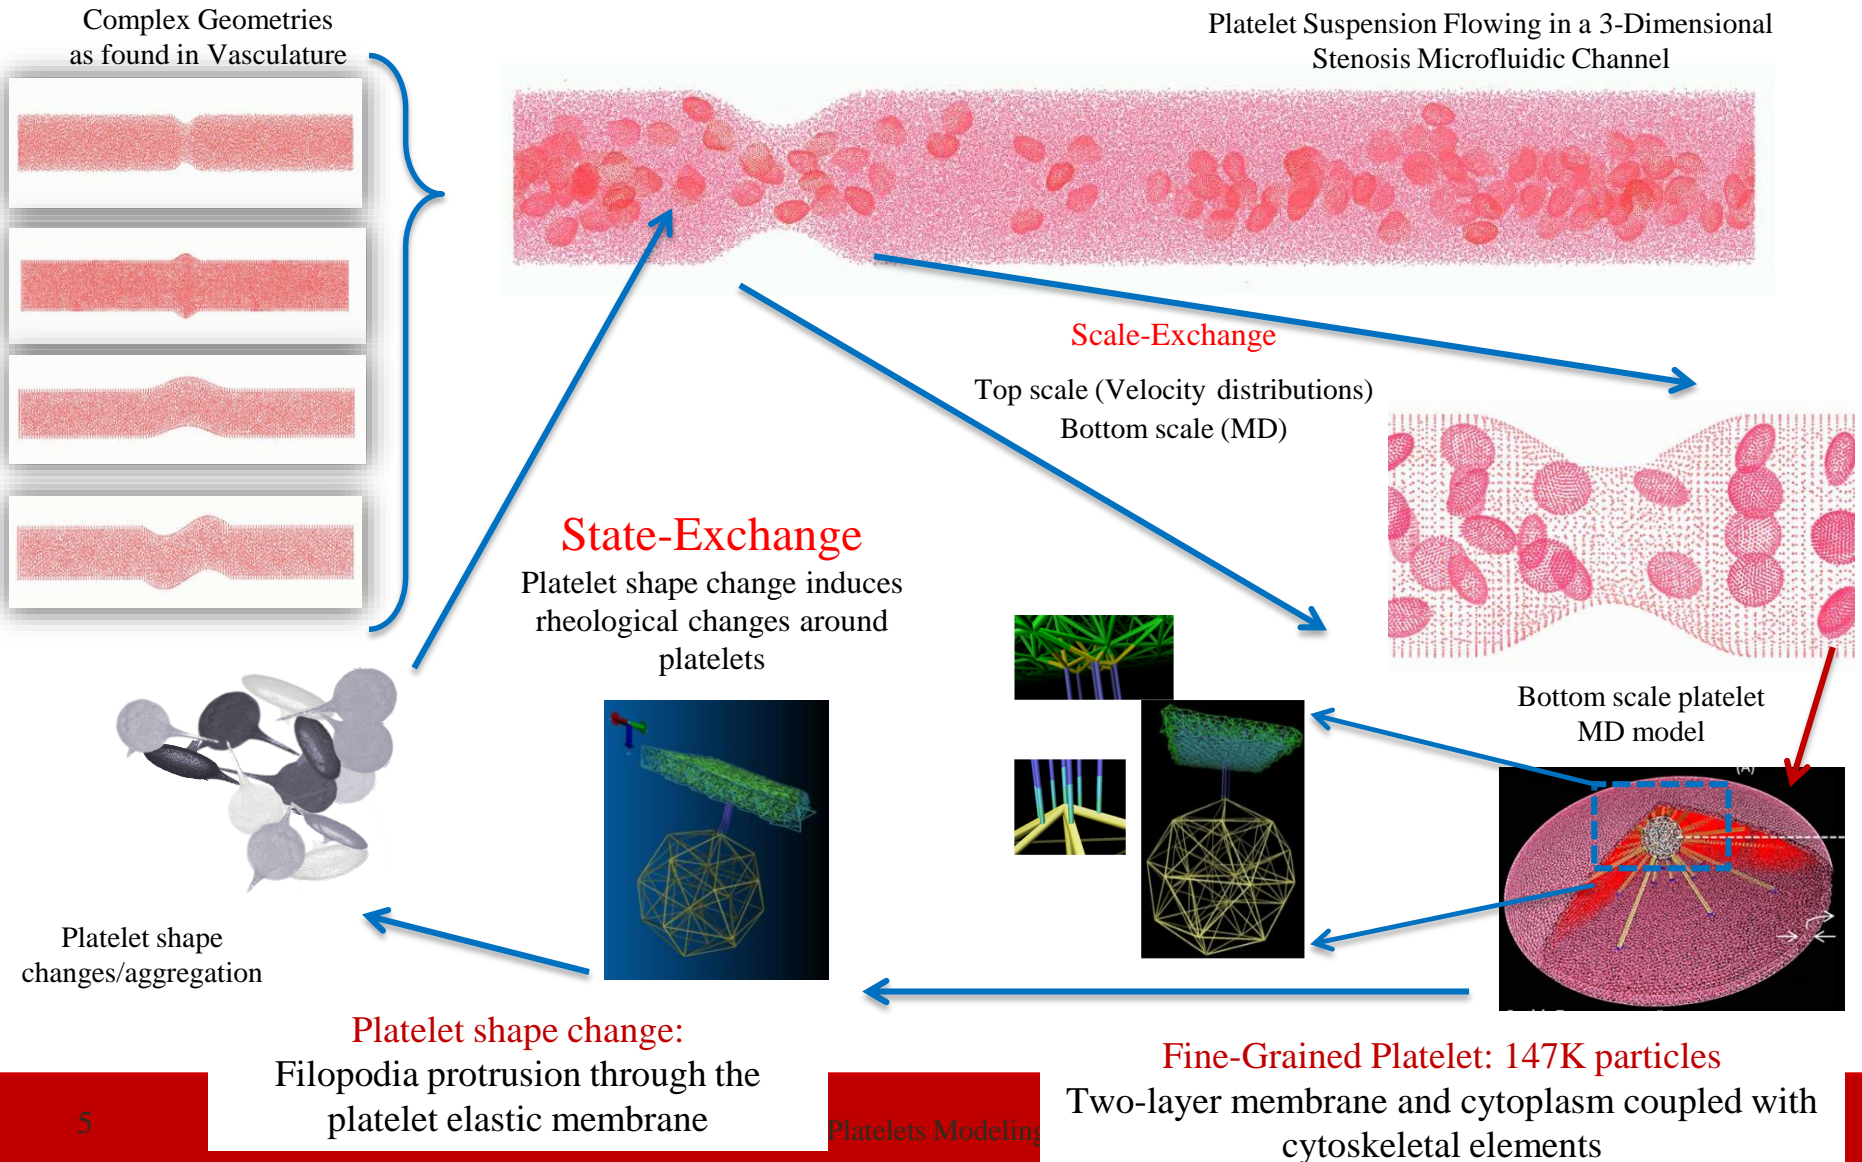 Complex Geometries
as found in Vasculature
Platelet Suspension Flowing in a 3-Dimensional
Stenosis Microfluidic Channel
Scale-Exchange
Top scale (Velocity distributions)
Bottom scale (MD)
State-Exchange
Platelet shape change induces
rheological changes around
platelets
Bottom scale platelet
MD model
(A)
Platelet shape
changes/aggregation
Platelet shape change:
Filopodia protrusion through the
platelet elastic membrane
Fine-Grained Platelet: 147K particles
Two-layer membrane and cytoplasm coupled with
cytoskeletal elements
5
Platelets Modeling